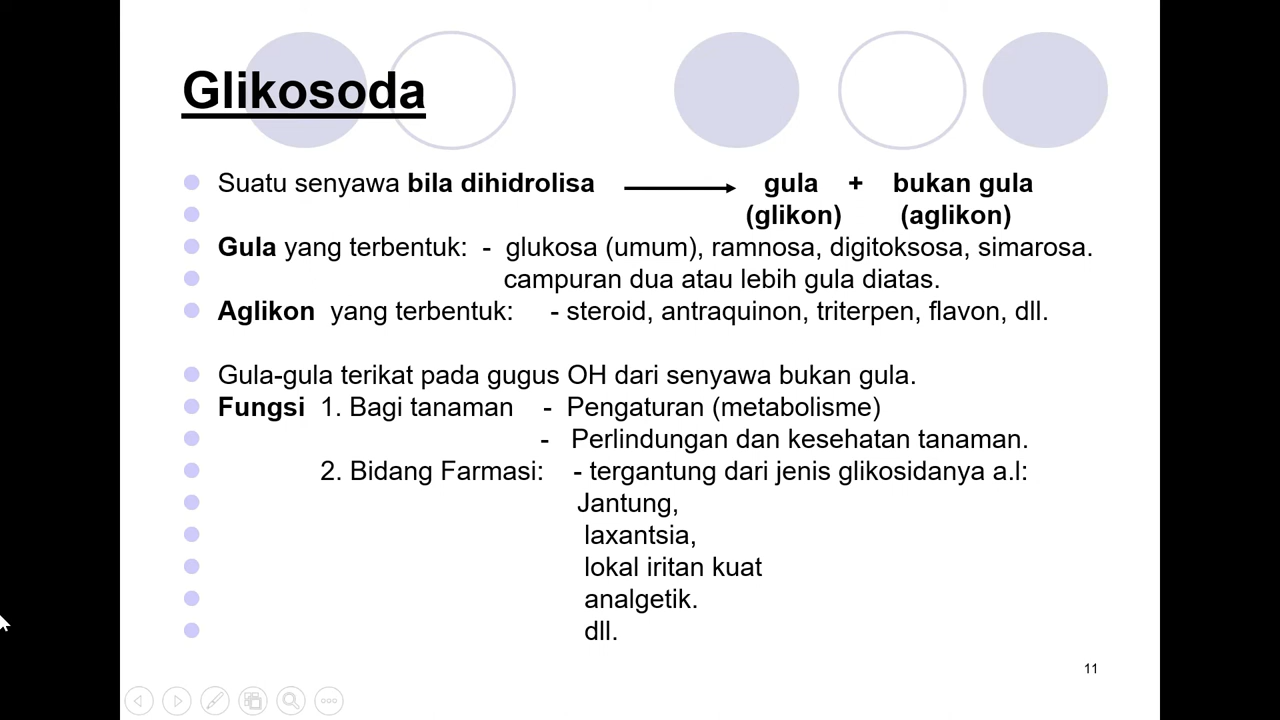 Glikosoda
Suatu senyawa bila dihidrolisa gula + bukan gula
(glikon) (aglikon)
Gula yang terbentuk: - glukosa (umum), ramnosa, digitoksosa, simarosa.
campuran dua atau lebih gula diatas.
Aglikon yang terbentuk: - steroid, antraquinon, triterpen, flavon, dll.
Gula-gula terikat pada gugus OH dari senyawa bukan gula.
Fungsi 1. Bagi tanaman - Pengaturan (metabolisme)
- Perlindungan dan kesehatan tanaman.
2. Bidang Farmasi: - tergantung dari jenis glikosidanya a.l:
Jantung,
laxantsia,
lokal iritan kuat
analgetik.
dll.
11